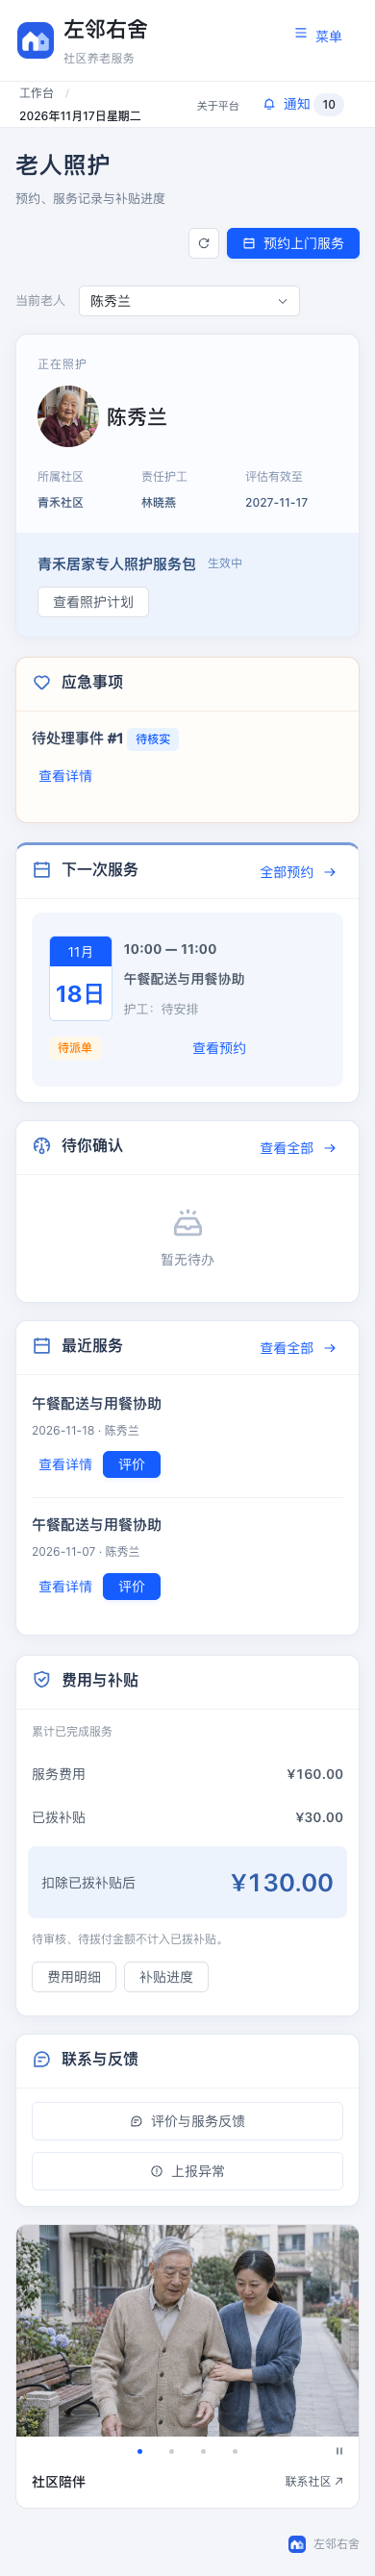 左邻右舍
社区养老服务
菜单
工作台 /
2026年11月17日星期二
关于平台
通知 10
老人照护
预约、服务记录与补贴进度
预约上门服务
当前老人 陈秀兰
正在照护
陈秀兰
所属社区 责任护工 评估有效至
青禾社区 林晓燕 2027-11-17
青禾居家专人照护服务包 生效中
查看照护计划
应急事项
待处理事件 #1 待核实
查看详情
下一次服务 全部预约 →
11月
18日
10:00 — 11:00
午餐配送与用餐协助
护工：待安排
待派单 查看预约
待你确认 查看全部 →
暂无待办
最近服务 查看全部 →
午餐配送与用餐协助
2026-11-18 · 陈秀兰
查看详情 评价
午餐配送与用餐协助
2026-11-07 · 陈秀兰
查看详情 评价
费用与补贴
累计已完成服务
服务费用 ¥160.00
已拨补贴 ¥30.00
扣除已拨补贴后 ¥130.00
待审核、待拨付金额不计入已拨补贴。
费用明细 补贴进度
联系与反馈
评价与服务反馈
上报异常
社区陪伴 联系社区 ↗
左邻右舍